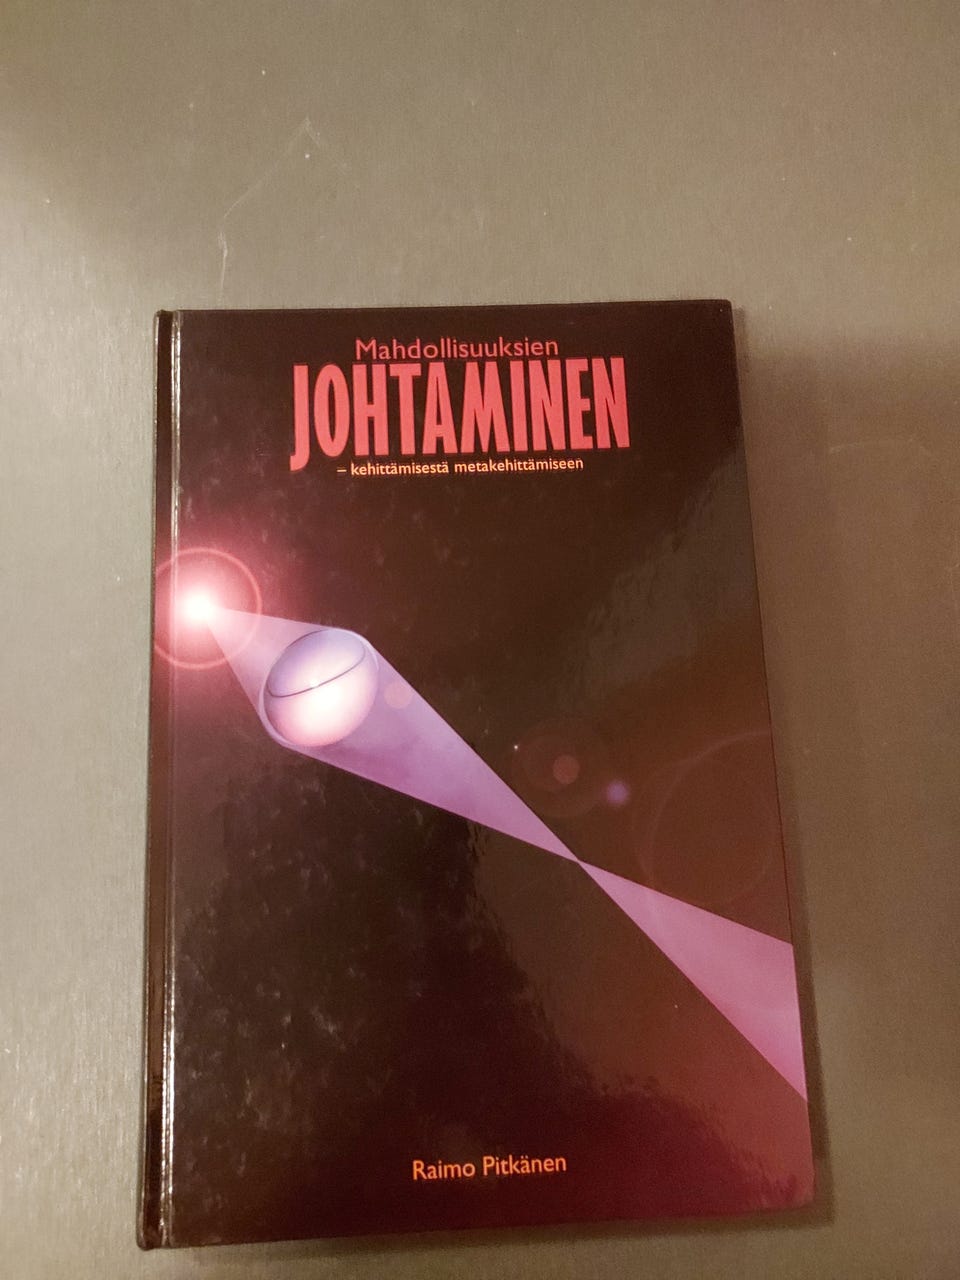 Mahdollisuuksien
JOHTAMINEN
– kehittämisestä metakehittämiseen
Raimo Pitkänen